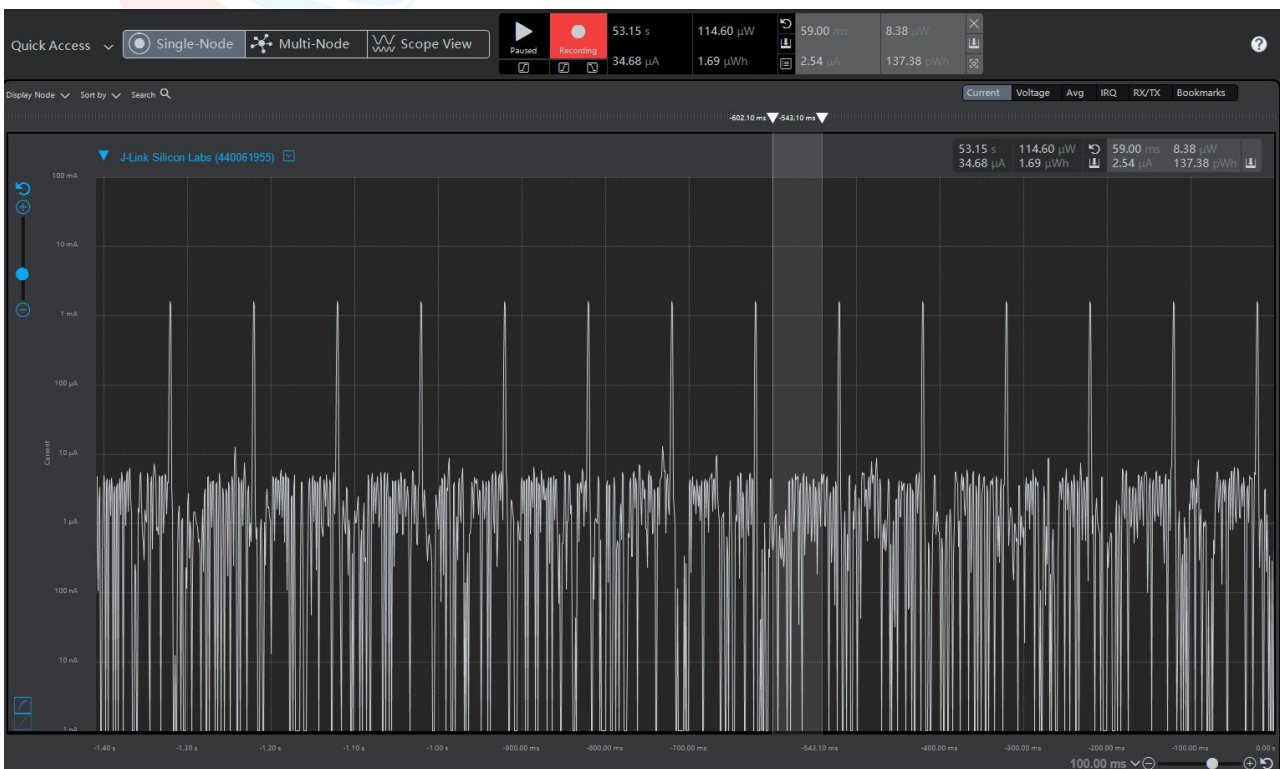 Quick Access Single-Node Multi-Node Scope View
Paused Recording
53.15 s 114.60 µW 59.00 ms 8.38 µW
34.68 µA 1.69 µWh 2.54 µA 137.38 pWh
?
Display Node Sort by Search
Current Voltage Avg IRQ RX/TX Bookmarks
-602.10 ms -543.10 ms
J-Link Silicon Labs (440061955)
53.15 s 114.60 µW 59.00 ms 8.38 µW
34.68 µA 1.69 µWh 2.54 µA 137.38 pWh
100 mA
10 mA
1 mA
100 µA
Current
10 µA
1 µA
100 nA
10 nA
1 nA
-1.40 s -1.30 s -1.20 s -1.10 s -1.00 s -900.00 ms -800.00 ms -700.00 ms -543.10 ms -400.00 ms -300.00 ms -200.00 ms -100.00 ms 0.00 s
100.00 ms